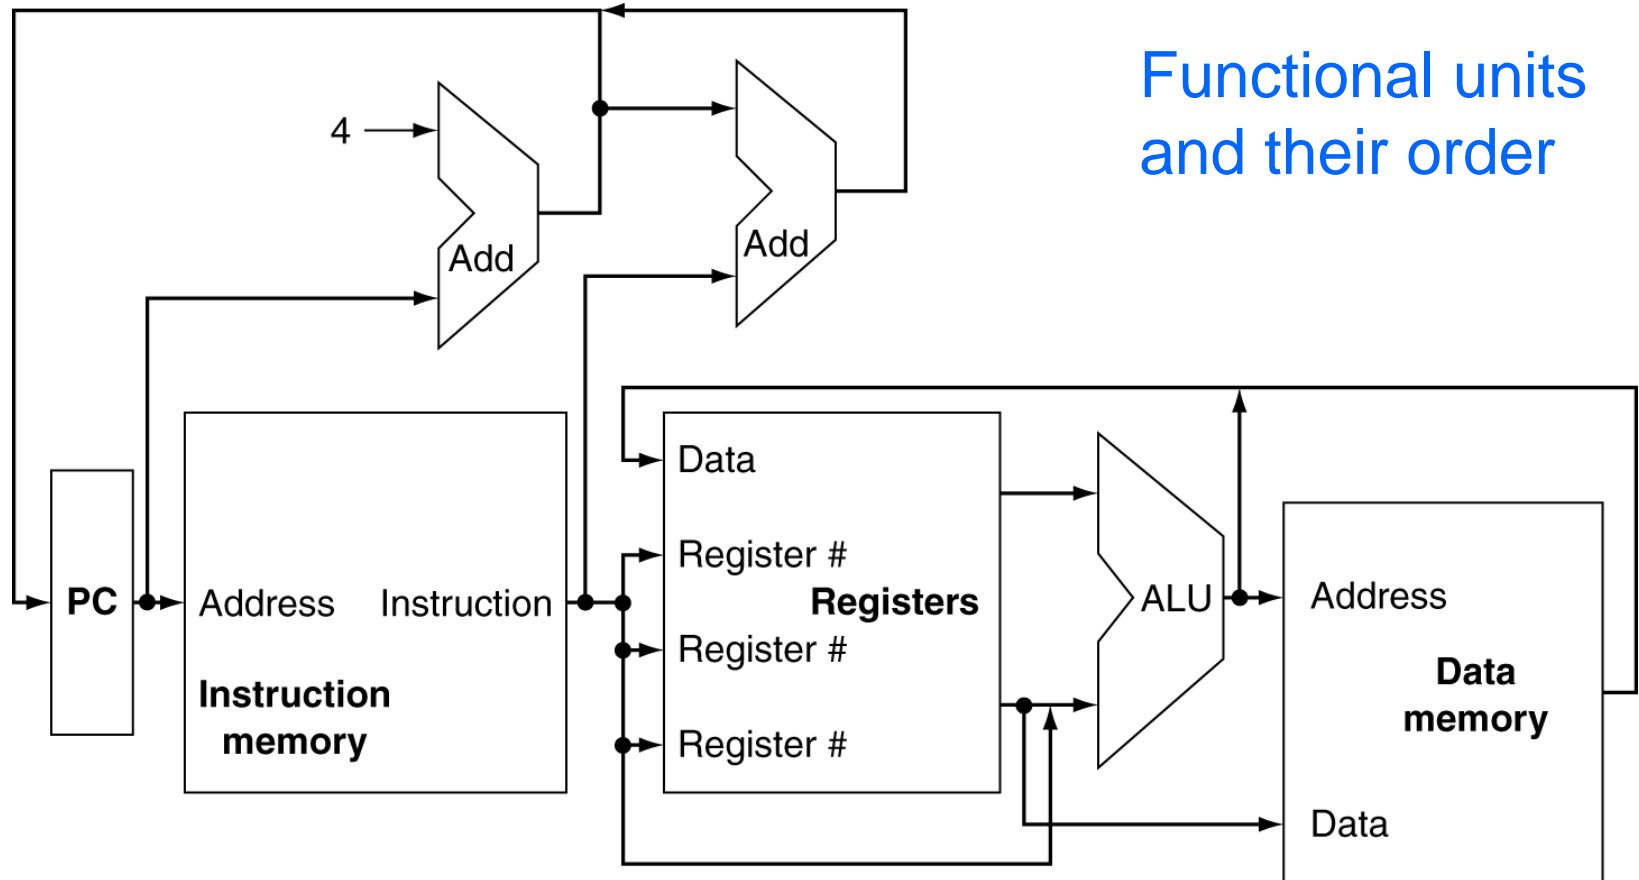 Functional units
and their order
4
Add
Add
PC
Address
Instruction
Instruction
memory
Data
Register #
Registers
Register #
Register #
ALU
Address
Data
memory
Data